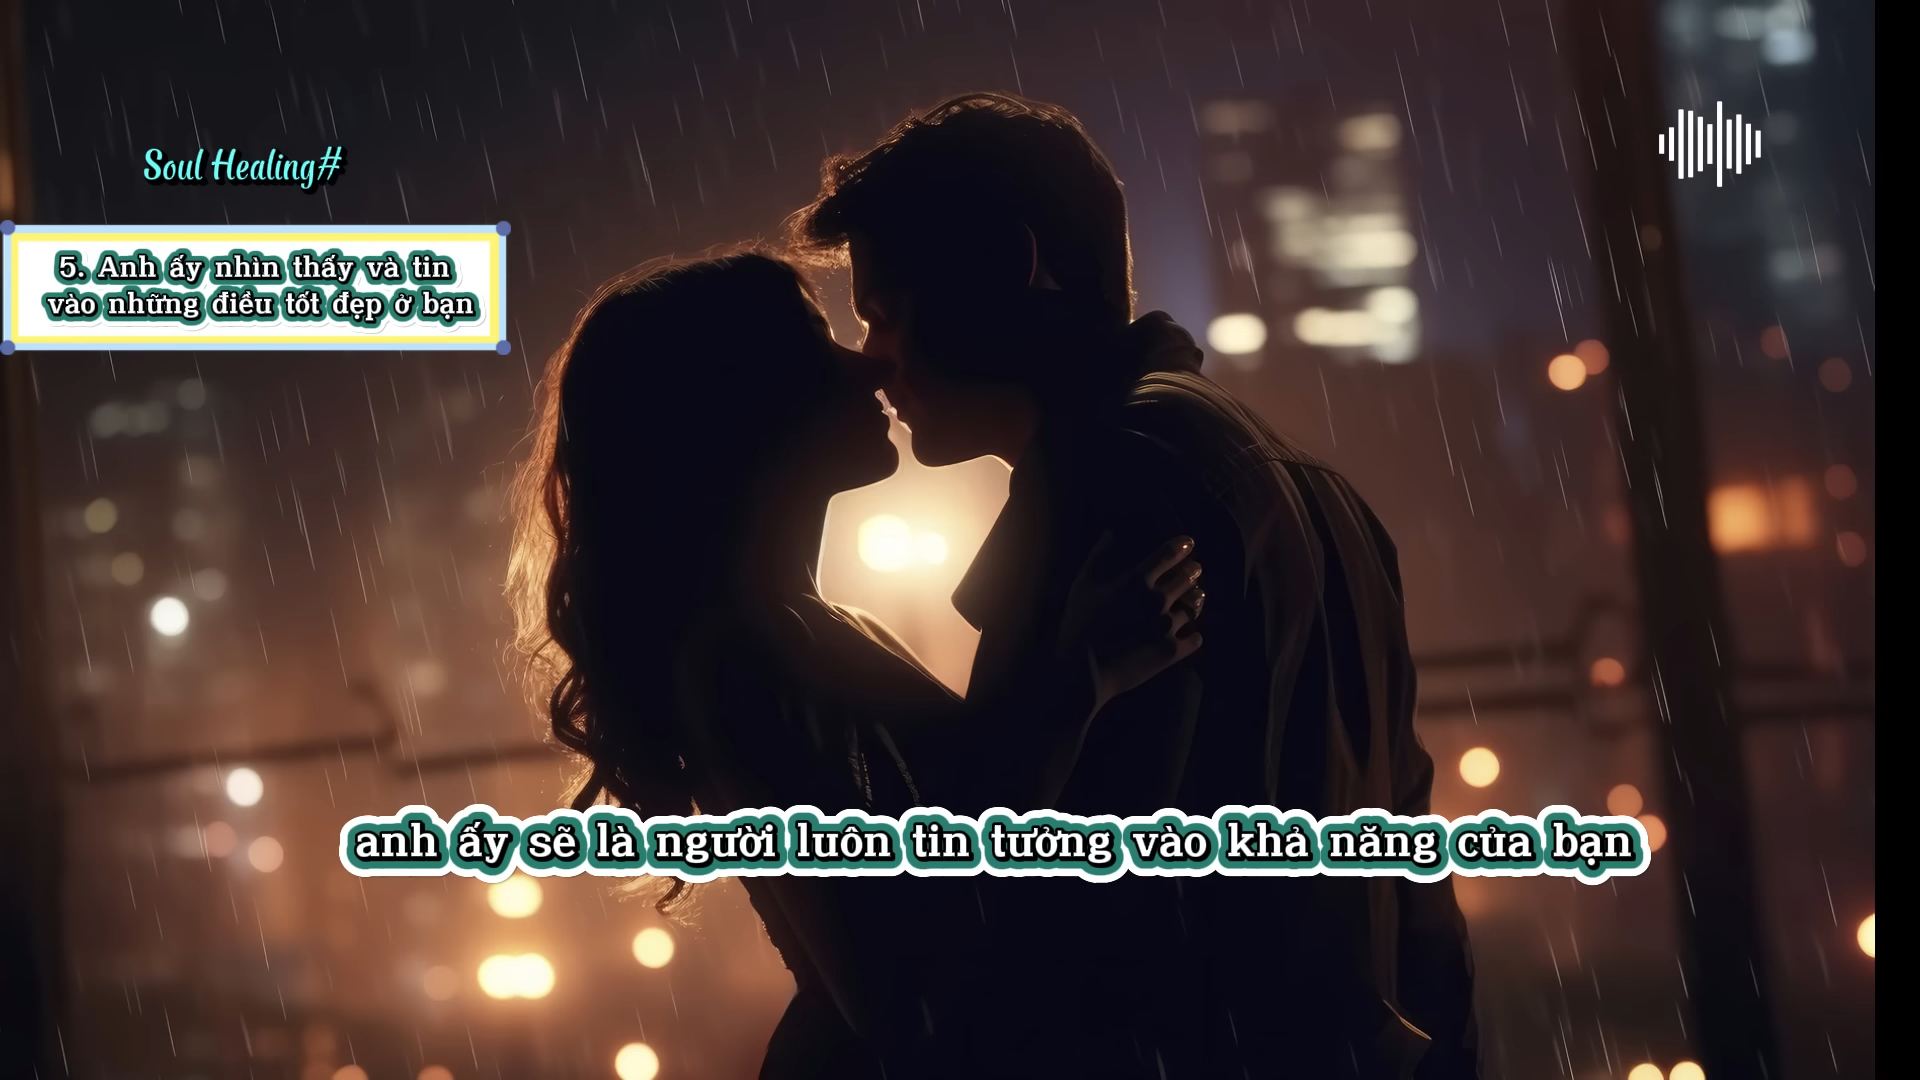 Soul Healing#
5. Anh ấy nhìn thấy và tin
vào những điều tốt đẹp ở bạn
anh ấy sẽ là người luôn tin tưởng vào khả năng của bạn